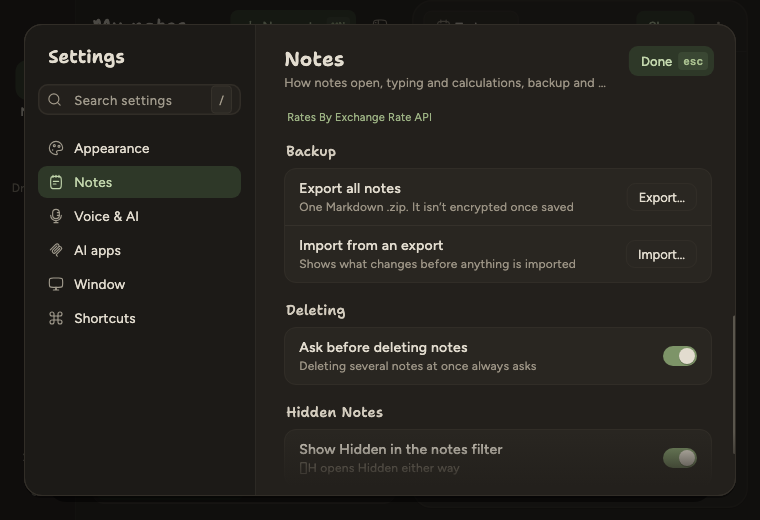 My notes
Settings
Search settings
/
Appearance
Notes
Voice & AI
AI apps
Window
Shortcuts
Notes
Done esc
How notes open, typing and calculations, backup and ...
Rates By Exchange Rate API
Backup
Export all notes
One Markdown .zip. It isn’t encrypted once saved
Export...
Import from an export
Shows what changes before anything is imported
Import...
Deleting
Ask before deleting notes
Deleting several notes at once always asks
Hidden Notes
Show Hidden in the notes filter
H opens Hidden either way